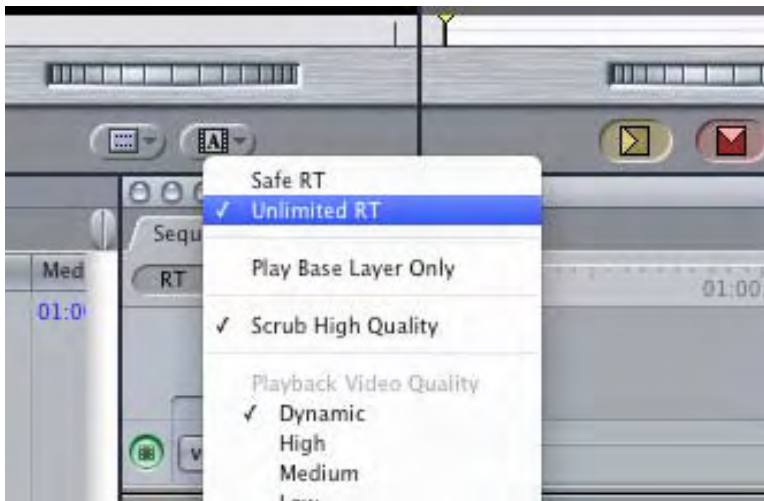 A
Safe RT
✓ Unlimited RT
Sequ
Med
RT
Play Base Layer Only
01:00
01:0
✓ Scrub High Quality
Playback Video Quality
✓ Dynamic
High
Medium
Low